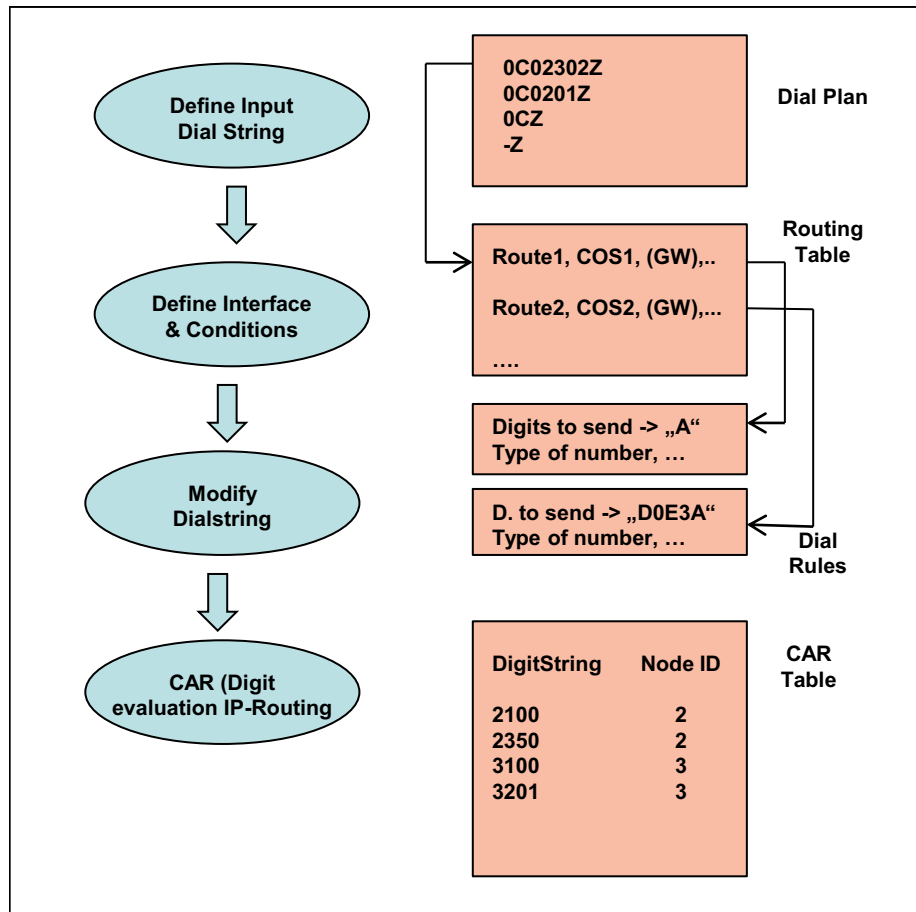 Define Input
Dial String
0C02302Z
0C0201Z
0CZ
-Z
Dial Plan
Define Interface
& Conditions
Route1, COS1, (GW),..
Route2, COS2, (GW),...
....
Routing
Table
Modify
Dialstring
Digits to send -> „A“
Type of number, …
D. to send -> „D0E3A“
Type of number, …
Dial
Rules
CAR (Digit
evaluation IP-Routing
DigitString Node ID
2100 2
2350 2
3100 3
3201 3
CAR
Table